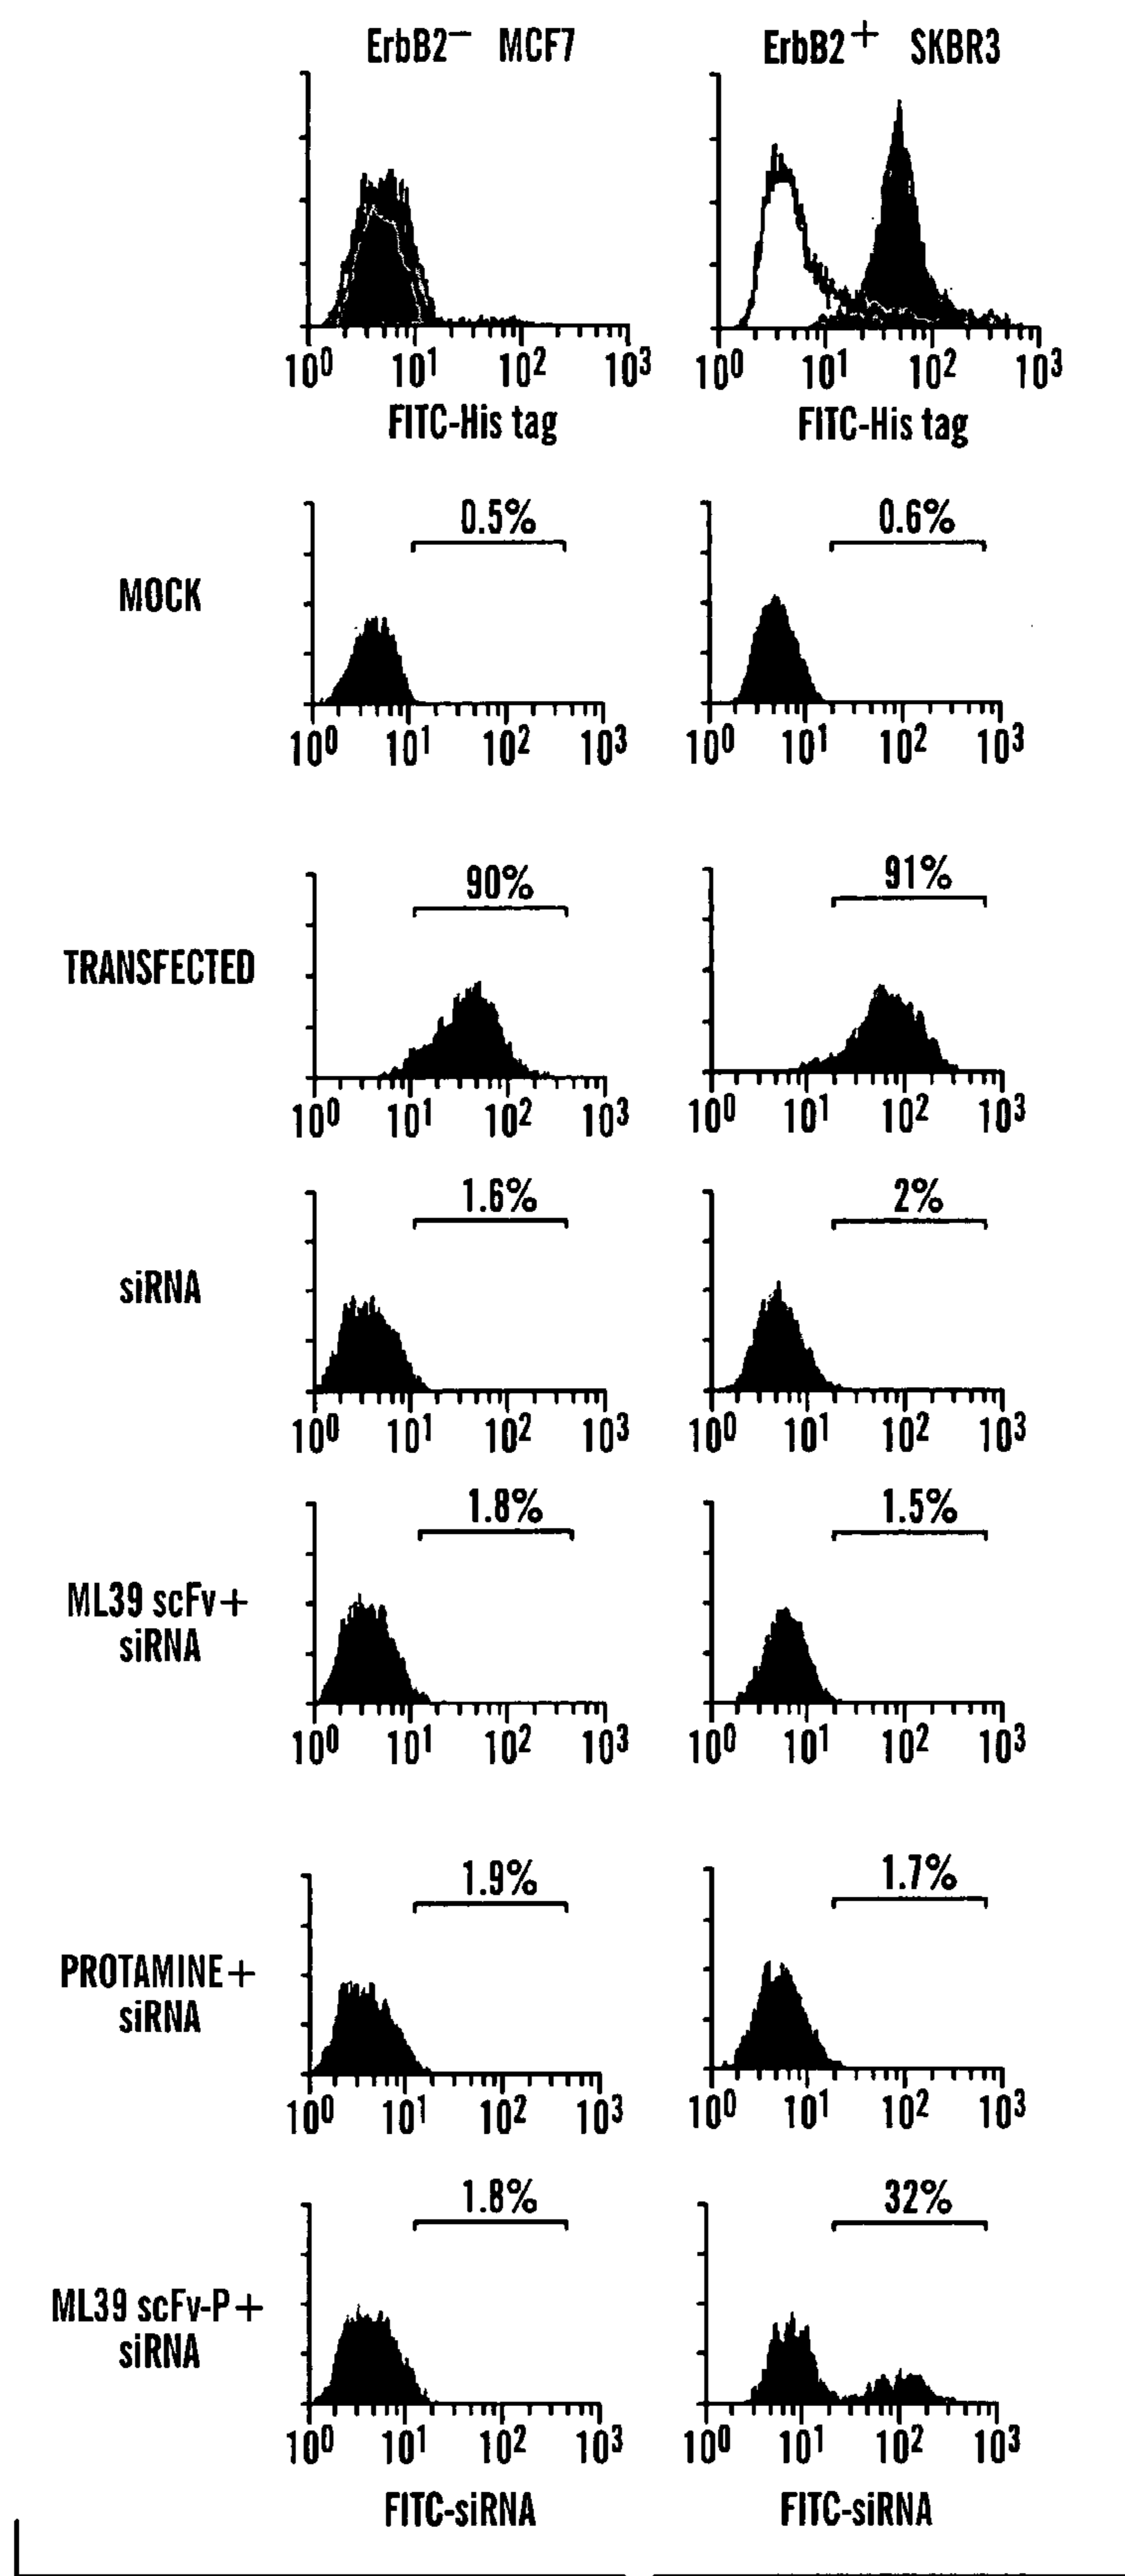 ErbB2⁻ MCF7 ErbB2⁺ SKBR3
10⁰ 10¹ 10² 10³ 10⁰ 10¹ 10² 10³
FITC-His tag FITC-His tag
0.5% 0.6%
MOCK
10⁰ 10¹ 10² 10³ 10⁰ 10¹ 10² 10³
90% 91%
TRANSFECTED
10⁰ 10¹ 10² 10³ 10⁰ 10¹ 10² 10³
1.6% 2%
siRNA
10⁰ 10¹ 10² 10³ 10⁰ 10¹ 10² 10³
1.8% 1.5%
ML39 scFv+
siRNA
10⁰ 10¹ 10² 10³ 10⁰ 10¹ 10² 10³
1.9% 1.7%
PROTAMINE+
siRNA
10⁰ 10¹ 10² 10³ 10⁰ 10¹ 10² 10³
1.8% 32%
ML39 scFv-P+
siRNA
10⁰ 10¹ 10² 10³ 10⁰ 10¹ 10² 10³
FITC-siRNA FITC-siRNA